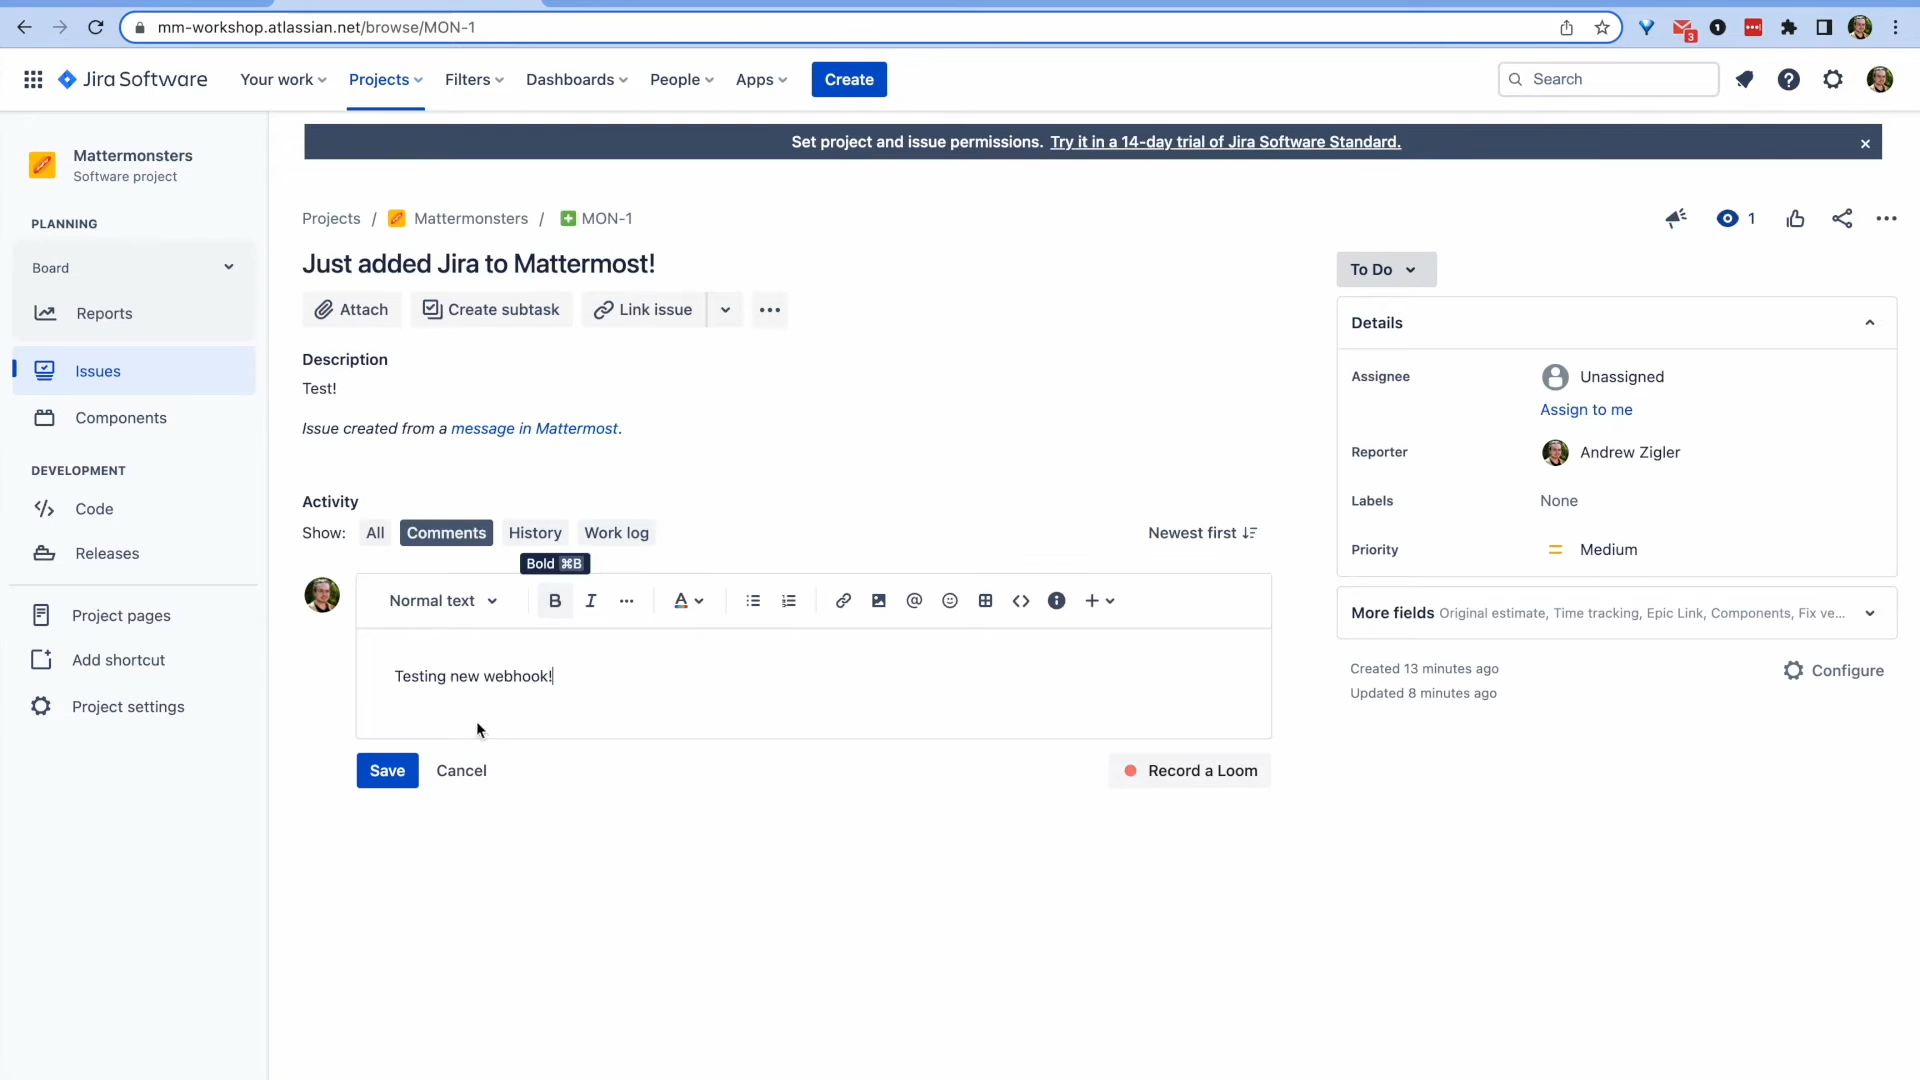 mm-workshop.atlassian.net/browse/MON-1
3
1
Jira Software
Your work
Projects
Filters
Dashboards
People
Apps
Create
Search
Mattermonsters
Software project
PLANNING
Board
Reports
Issues
Components
DEVELOPMENT
Code
Releases
Project pages
Add shortcut
Project settings
Set project and issue permissions. Try it in a 14-day trial of Jira Software Standard.
Projects / Mattermonsters / MON-1
1
Just added Jira to Mattermost!
Attach
Create subtask
Link issue
Description
Test!
Issue created from a message in Mattermost.
Activity
Show: All Comments History Work log
Newest first
Bold ⌘B
Normal text
B
I
A
Testing new webhook!
Save
Cancel
Record a Loom
To Do
Details
Assignee
Unassigned
Assign to me
Reporter
Andrew Zigler
Labels
None
Priority
Medium
More fields Original estimate, Time tracking, Epic Link, Components, Fix ve...
Created 13 minutes ago
Updated 8 minutes ago
Configure